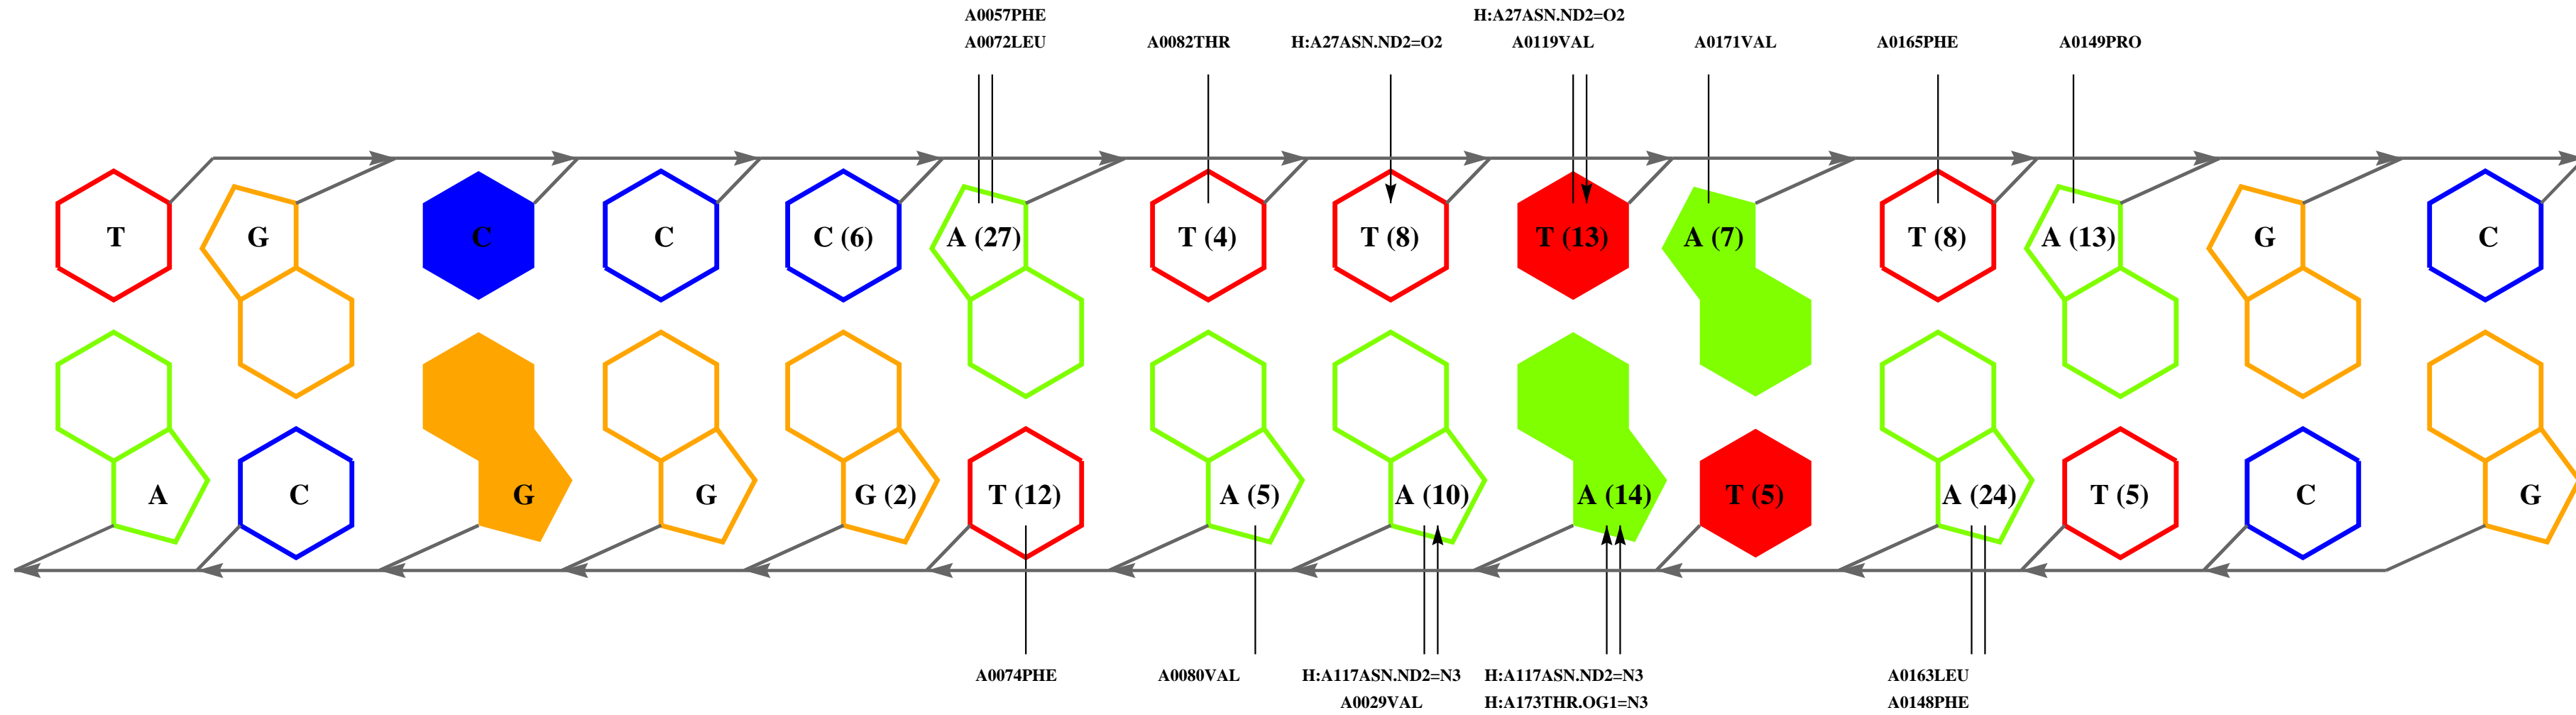 A0057PHE H:A27ASN.ND2=O2
A0072LEU A0082THR H:A27ASN.ND2=O2 A0119VAL A0171VAL A0165PHE A0149PRO
T G C C C (6) A (27) T (4) T (8) T (13) A (7) T (8) A (13) G C
A C G G G (2) T (12) A (5) A (10) A (14) T (5) A (24) T (5) C G
A0074PHE A0080VAL H:A117ASN.ND2=N3 H:A117ASN.ND2=N3 A0163LEU
A0029VAL H:A173THR.OG1=N3 A0148PHE